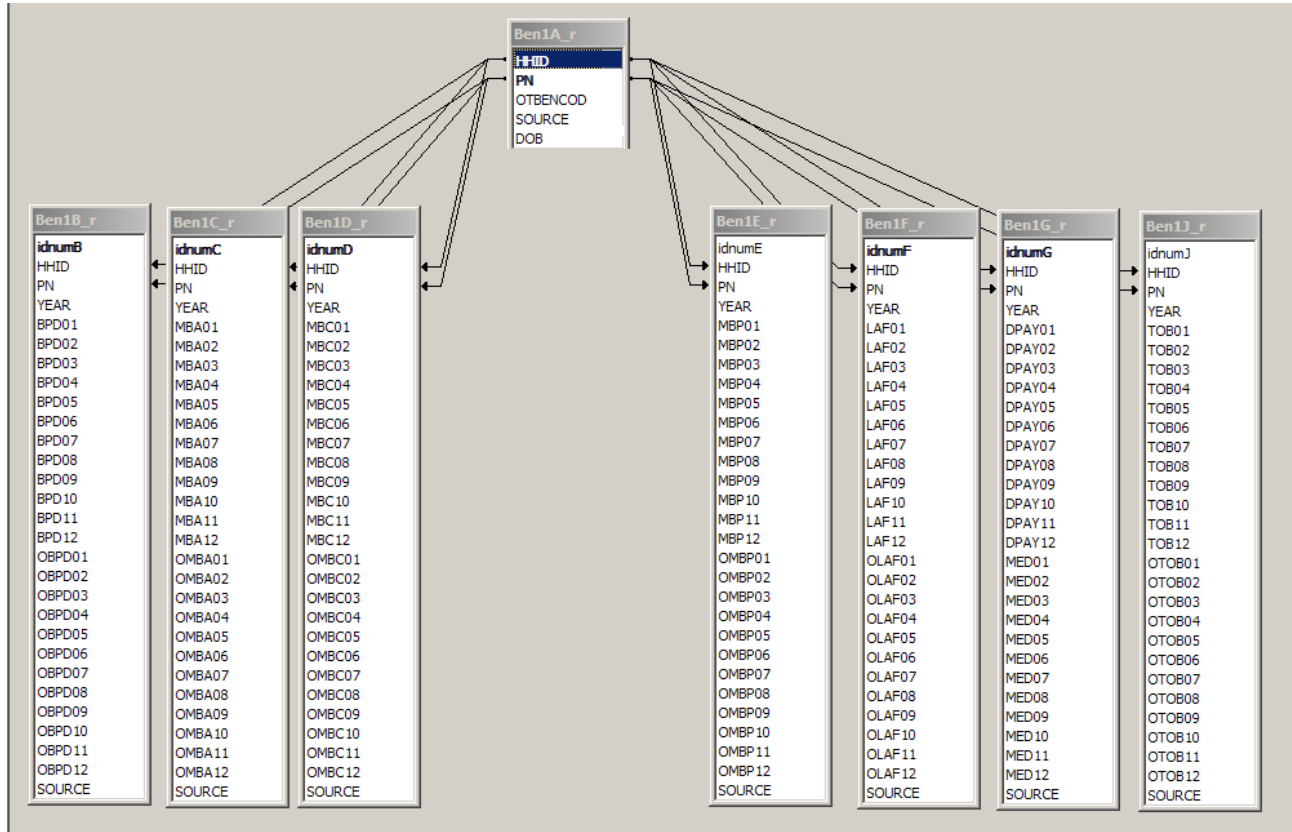 Ben1A_r
HHID
PN
OTBENCOD
SOURCE
DOB
Ben1B_r
idnumB
HHID
PN
YEAR
BPD01
BPD02
BPD03
BPD04
BPD05
BPD06
BPD07
BPD08
BPD09
BPD10
BPD11
BPD12
OBPD01
OBPD02
OBPD03
OBPD04
OBPD05
OBPD06
OBPD07
OBPD08
OBPD09
OBPD10
OBPD11
OBPD12
SOURCE
Ben1C_r
idnumC
HHID
PN
YEAR
MBA01
MBA02
MBA03
MBA04
MBA05
MBA06
MBA07
MBA08
MBA09
MBA10
MBA11
MBA12
OMBA01
OMBA02
OMBA03
OMBA04
OMBA05
OMBA06
OMBA07
OMBA08
OMBA09
OMBA10
OMBA11
OMBA12
SOURCE
Ben1D_r
idnumD
HHID
PN
YEAR
MBC01
MBC02
MBC03
MBC04
MBC05
MBC06
MBC07
MBC08
MBC09
MBC10
MBC11
MBC12
OMBC01
OMBC02
OMBC03
OMBC04
OMBC05
OMBC06
OMBC07
OMBC08
OMBC09
OMBC10
OMBC11
OMBC12
SOURCE
Ben1E_r
idnumE
HHID
PN
YEAR
MBP01
MBP02
MBP03
MBP04
MBP05
MBP06
MBP07
MBP08
MBP09
MBP10
MBP11
MBP12
OMBP01
OMBP02
OMBP03
OMBP04
OMBP05
OMBP06
OMBP07
OMBP08
OMBP09
OMBP10
OMBP11
OMBP12
SOURCE
Ben1F_r
idnumF
HHID
PN
YEAR
LAF01
LAF02
LAF03
LAF04
LAF05
LAF06
LAF07
LAF08
LAF09
LAF10
LAF11
LAF12
OLAF01
OLAF02
OLAF03
OLAF04
OLAF05
OLAF06
OLAF07
OLAF08
OLAF09
OLAF10
OLAF11
OLAF12
SOURCE
Ben1G_r
idnumG
HHID
PN
YEAR
DPAY01
DPAY02
DPAY03
DPAY04
DPAY05
DPAY06
DPAY07
DPAY08
DPAY09
DPAY10
DPAY11
DPAY12
MED01
MED02
MED03
MED04
MED05
MED06
MED07
MED08
MED09
MED10
MED11
MED12
SOURCE
Ben1J_r
idnumJ
HHID
PN
YEAR
TOB01
TOB02
TOB03
TOB04
TOB05
TOB06
TOB07
TOB08
TOB09
TOB10
TOB11
TOB12
OTOB01
OTOB02
OTOB03
OTOB04
OTOB05
OTOB06
OTOB07
OTOB08
OTOB09
OTOB10
OTOB11
OTOB12
SOURCE